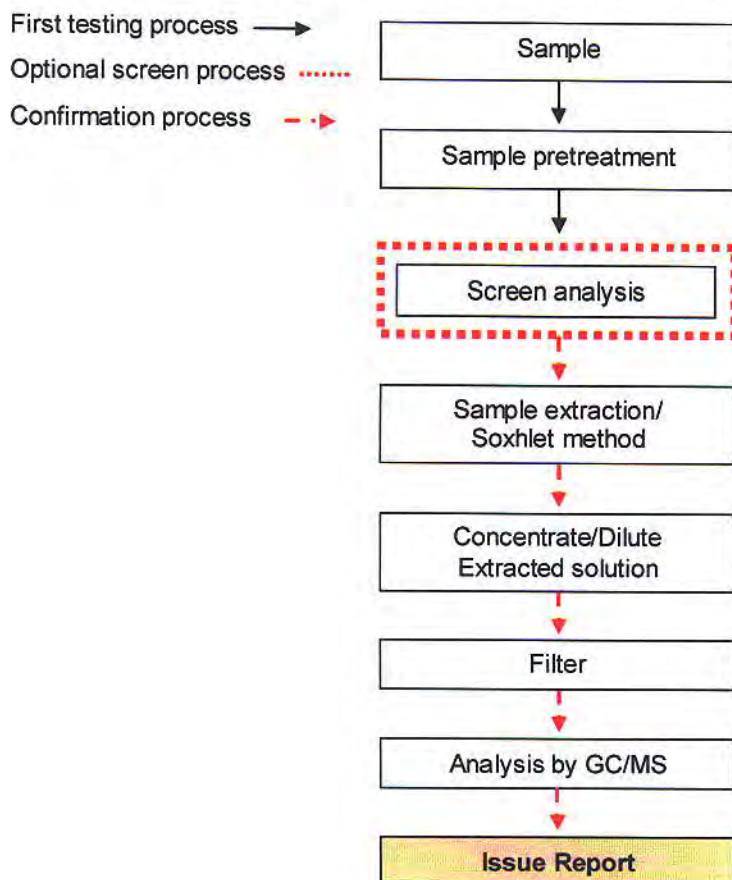 First testing process
Optional screen process
Confirmation process
Sample
Sample pretreatment
Screen analysis
Sample extraction/
Soxhlet method
Concentrate/Dilute
Extracted solution
Filter
Analysis by GC/MS
Issue Report